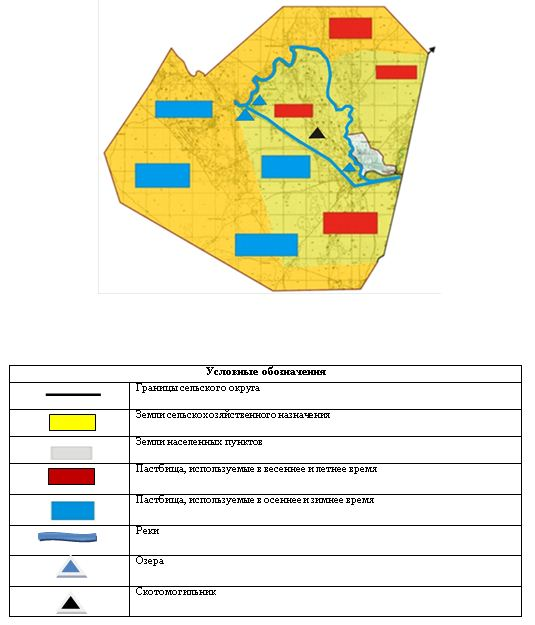 Условные обозначения
Границы сельского округа
Земли сельскохозяйственного назначения
Земли населенных пунктов
Пастбища, используемые в весеннее и летнее время
Пастбища, используемые в осеннее и зимнее время
Реки
Озера
Скотомогильник